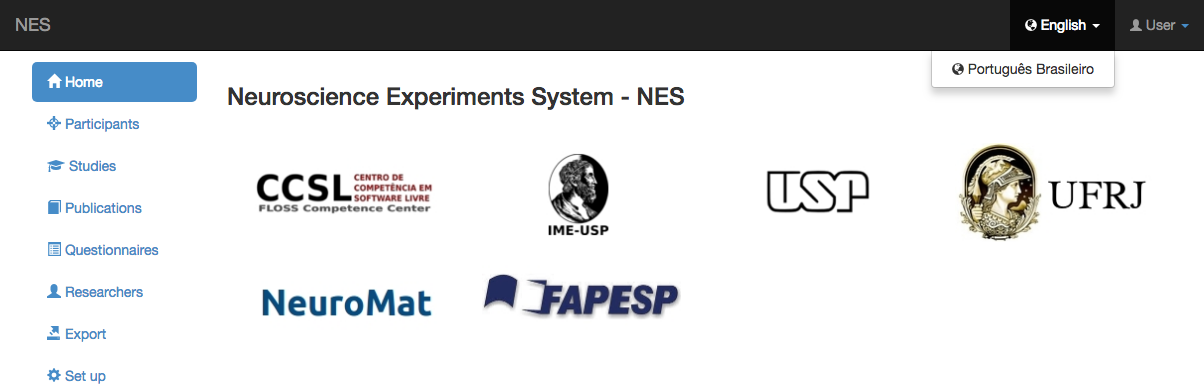 NES
English
User
Português Brasileiro
Home
Participants
Studies
Publications
Questionnaires
Researchers
Export
Set up
Neuroscience Experiments System - NES
CCSL CENTRO DE
COMPETÊNCIA EM
SOFTWARE LIVRE
FLOSS Competence Center
IME-USP
USP
UFRJ
NeuroMat
FAPESP